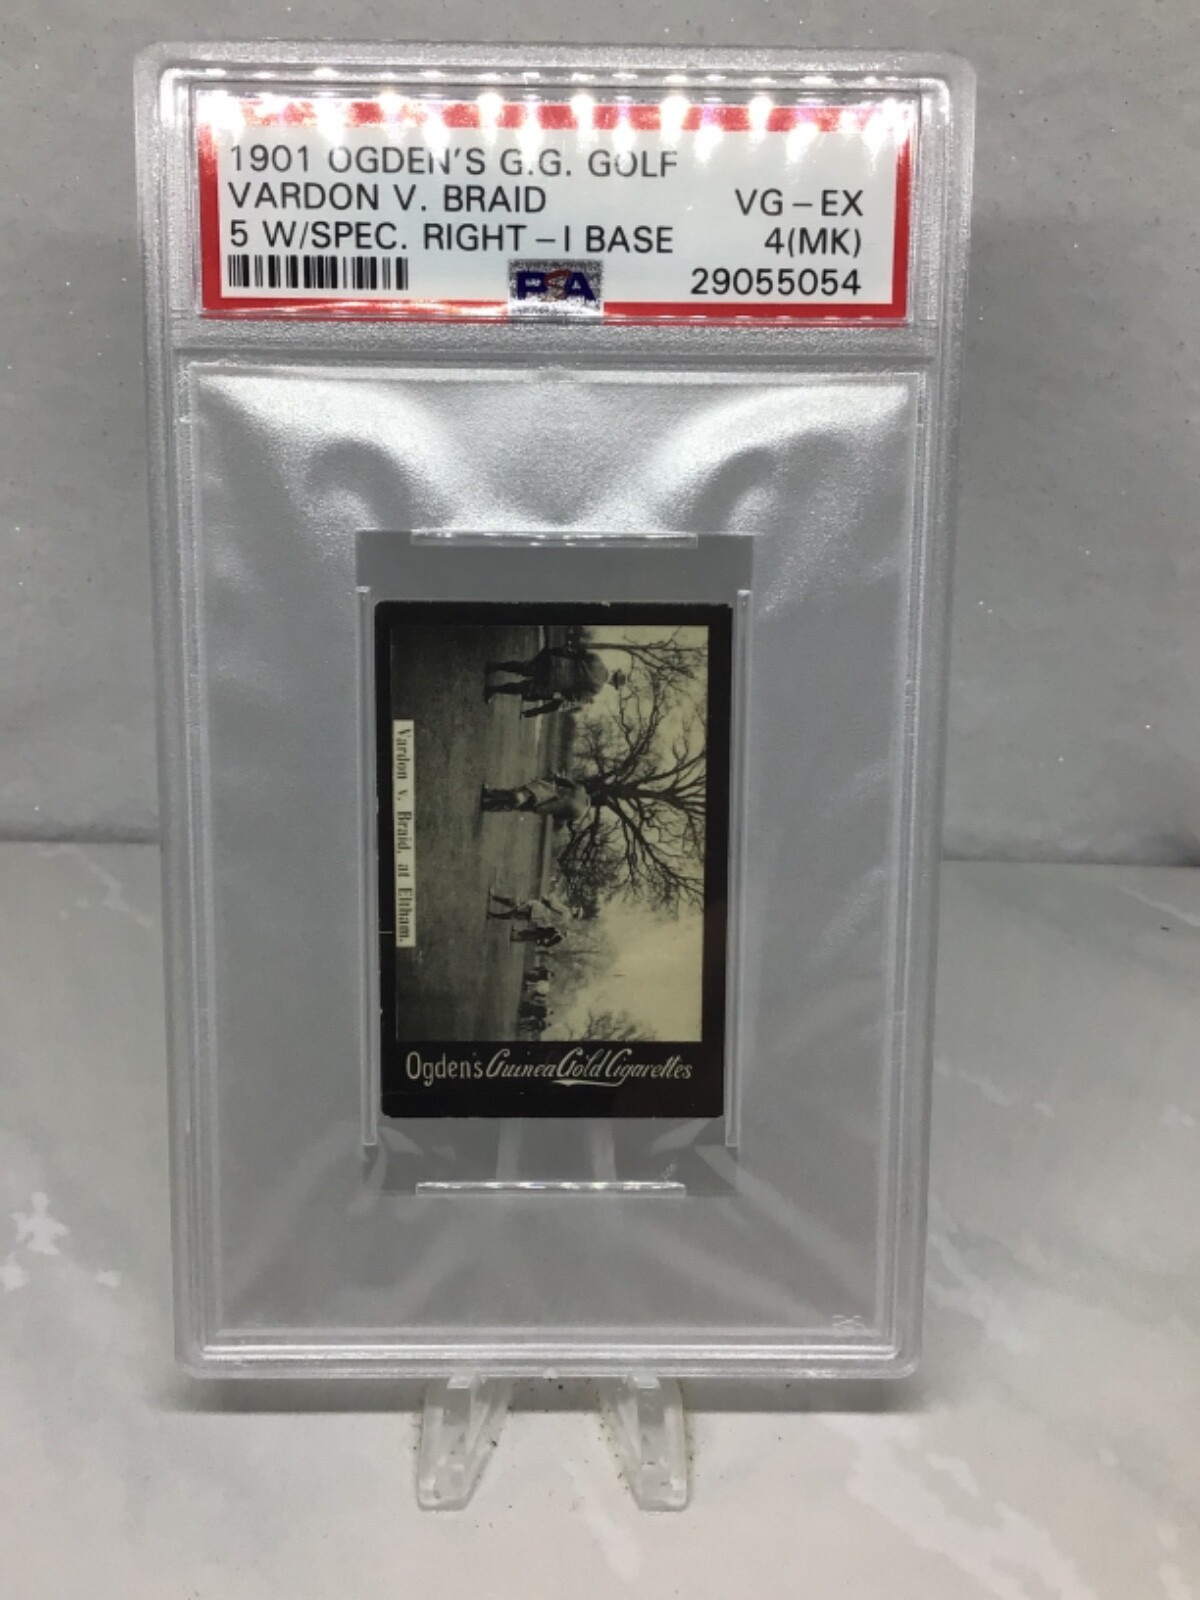 1901 OGDEN'S G.G. GOLF
VARDON V. BRAID VG-EX
5 W/SPEC. RIGHT-I BASE 4(MK)
PSA 29055054
Vardon v. Braid, at Eltham.
Ogden's Guinea Gold Cigarettes